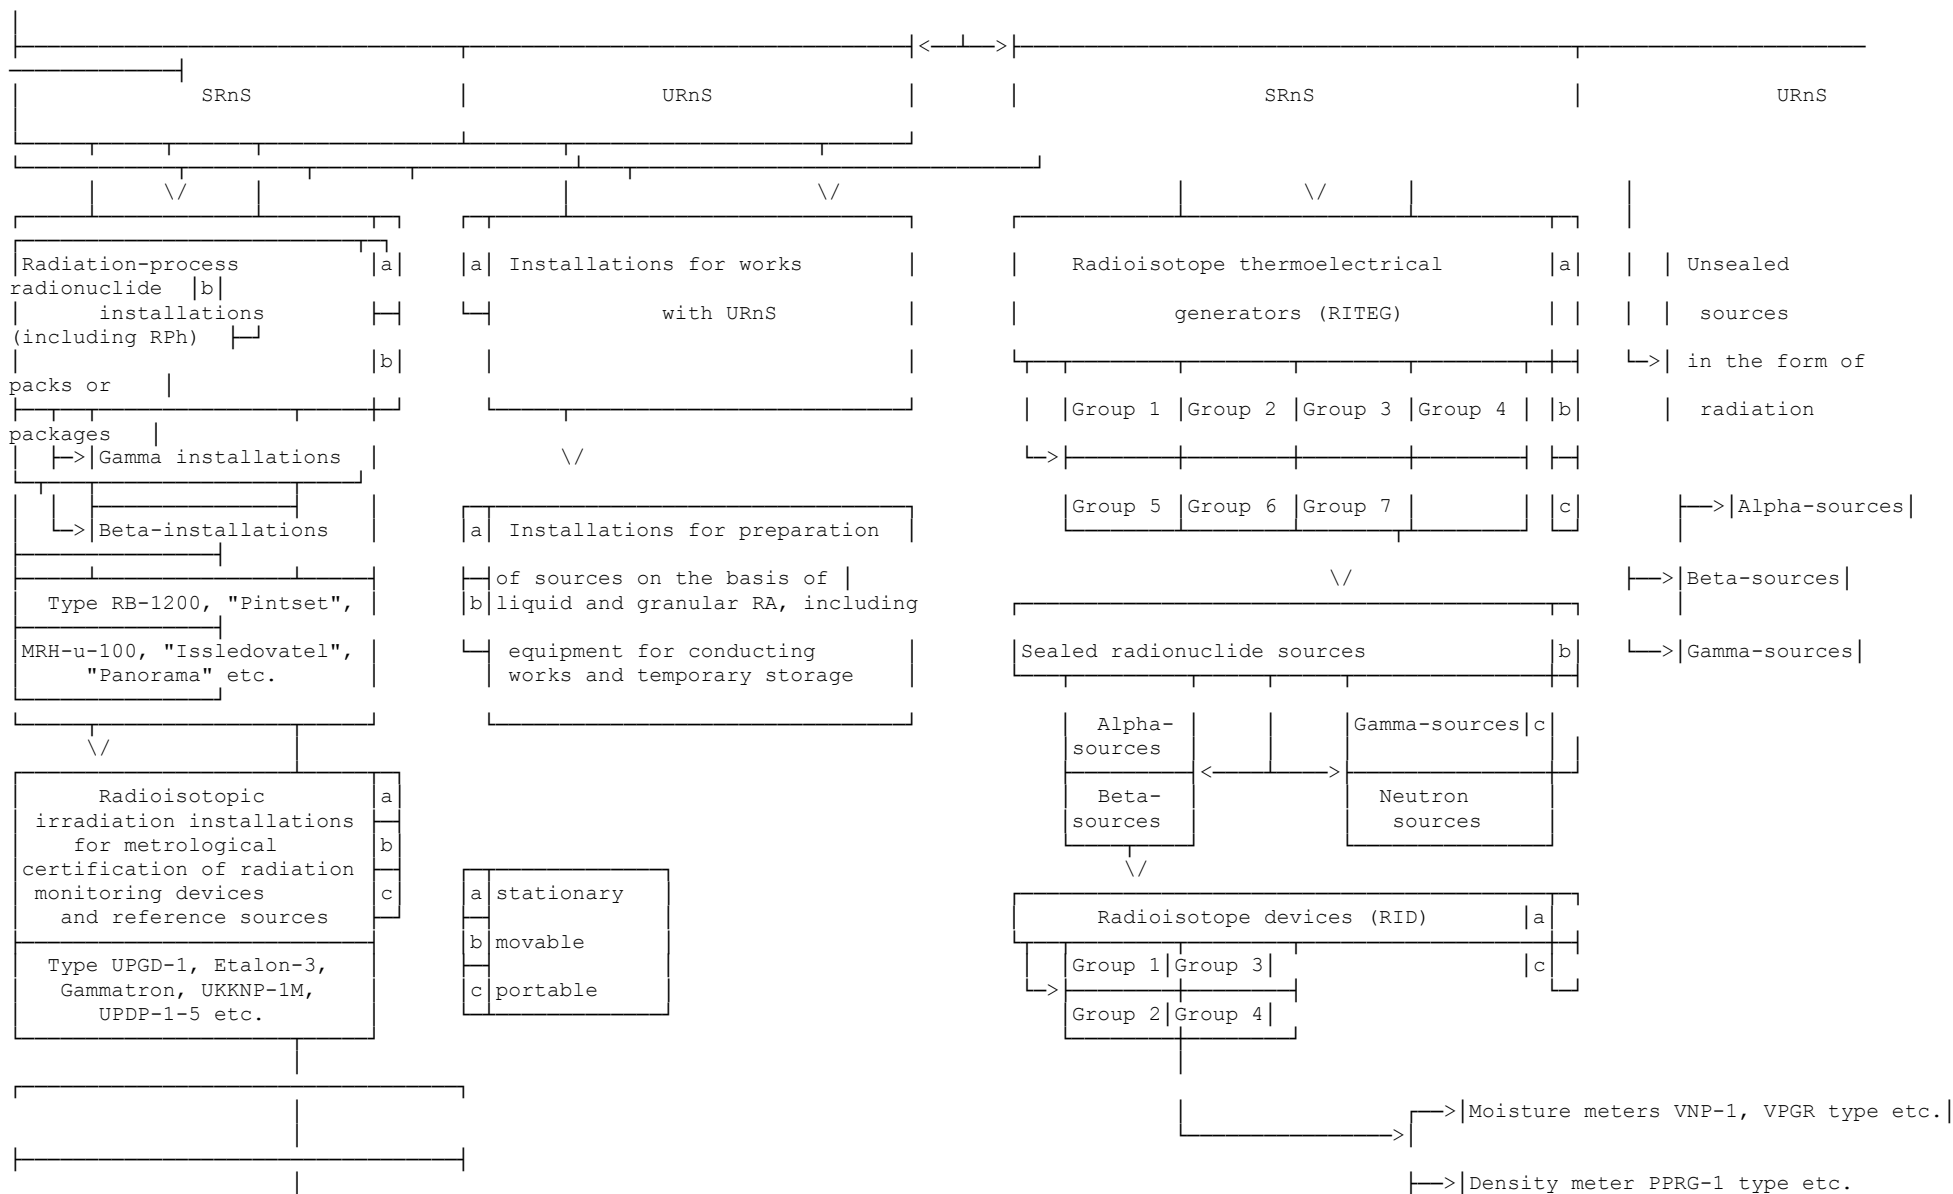 SRnS URnS SRnS URnS
Radiation-process a a Installations for works Radioisotope thermoelectrical a Unsealed
radionuclide b
installations with URnS generators (RITEG) sources
(including RPh)
b in the form of
packs or
Group 1 Group 2 Group 3 Group 4 b radiation
packages
Gamma installations
Group 5 Group 6 Group 7 c Alpha-sources
Beta-installations a Installations for preparation
of sources on the basis of Beta-sources
Type RB-1200, "Pintset", b liquid and granular RA, including
MRH-u-100, "Issledovatel", equipment for conducting Sealed radionuclide sources b Gamma-sources
"Panorama" etc. works and temporary storage
Alpha- Gamma-sources c
sources
Radioisotopic a Beta- Neutron
irradiation installations sources sources
for metrological b
certification of radiation
monitoring devices c a stationary
and reference sources Radioisotope devices (RID) a
b movable
Type UPGD-1, Etalon-3, Group 1 Group 3 c
Gammatron, UKKNP-1M, c portable
UPDP-1-5 etc. Group 2 Group 4
Moisture meters VNP-1, VPGR type etc.
Density meter PPRG-1 type etc.